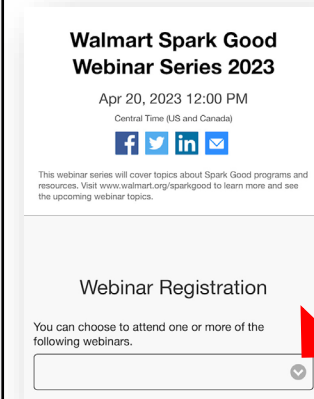 Walmart Spark Good
Webinar Series 2023
Apr 20, 2023 12:00 PM
Central Time (US and Canada)
This webinar series will cover topics about Spark Good programs and
resources. Visit www.walmart.org/sparkgood to learn more and see
the upcoming webinar topics.
Webinar Registration
You can choose to attend one or more of the
following webinars.